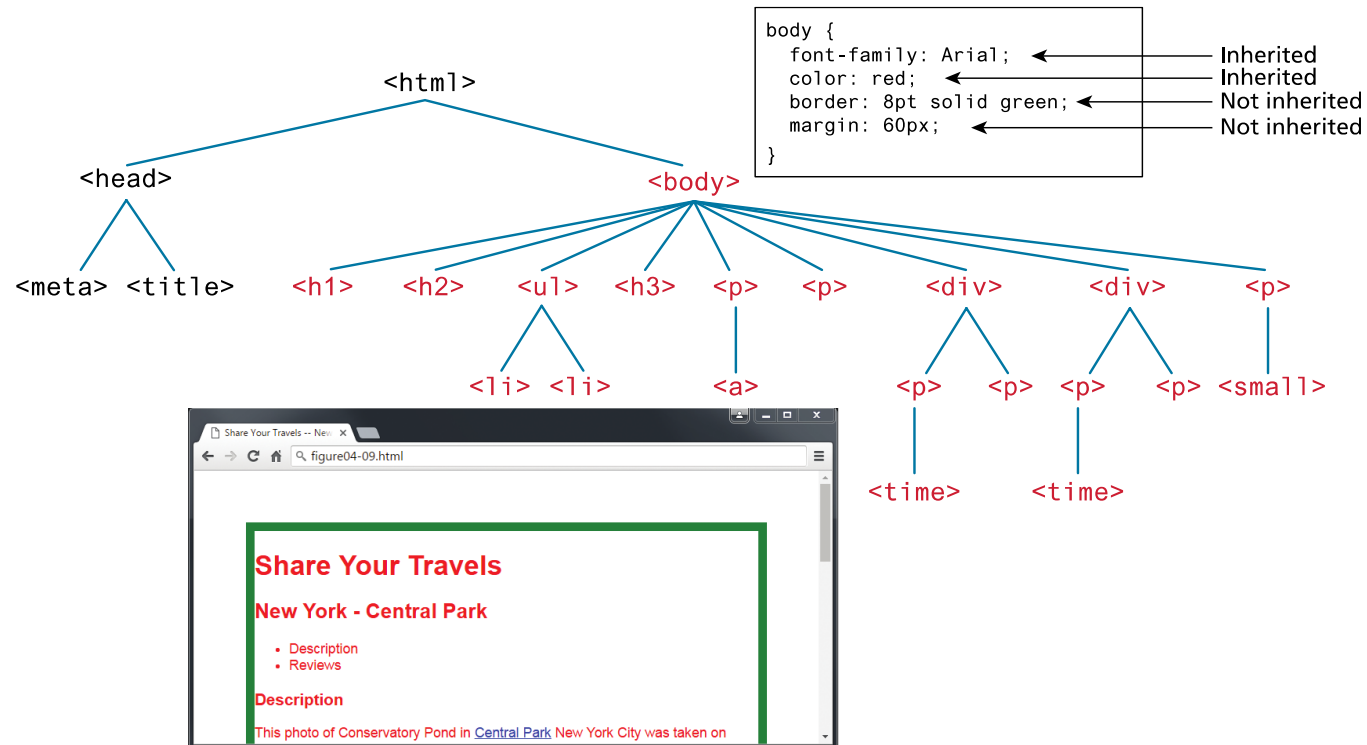 body {
font-family: Arial; Inherited
color: red; Inherited
border: 8pt solid green; Not inherited
margin: 60px; Not inherited
}
<html>
<head> <body>
<meta> <title> <h1> <h2> <ul> <h3> <p> <p> <div> <div> <p>
<li> <li> <a> <p> <p> <p> <p> <small>
<time> <time>
Share Your Travels -- New
figure04-09.html
Share Your Travels
New York - Central Park
• Description
• Reviews
Description
This photo of Conservatory Pond in Central Park New York City was taken on